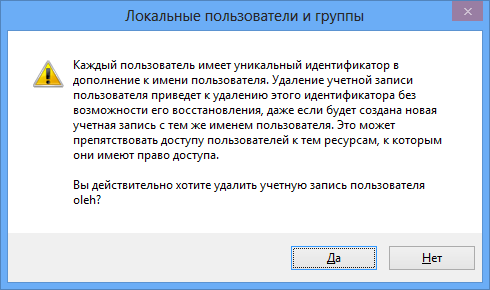 Локальные пользователи и группы
Каждый пользователь имеет уникальный идентификатор в
дополнение к имени пользователя. Удаление учетной записи
пользователя приведет к удалению этого идентификатора без
возможности его восстановления, даже если будет создана новая
учетная запись с тем же именем пользователя. Это может
препятствовать доступу пользователей к тем ресурсам, к которым
они имеют право доступа.
Вы действительно хотите удалить учетную запись пользователя
oleh?
Да
Нет